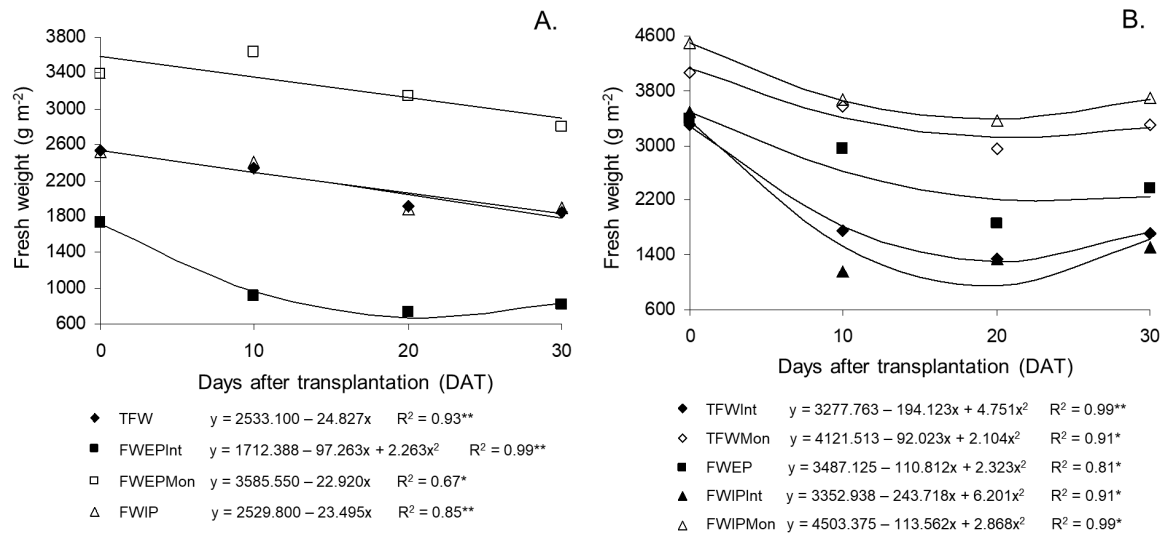 A.
Fresh weight (g m⁻²)
3800
3400
3000
2600
2200
1800
1400
1000
600
0 10 20 30
Days after transplantation (DAT)
TFW y = 2533.100 – 24.827x R² = 0.93**
FWEPInt y = 1712.388 – 97.263x + 2.263x² R² = 0.99**
FWEPMon y = 3585.550 – 22.920x R² = 0.67*
FWIP y = 2529.800 – 23.495x R² = 0.85**
B.
Fresh weight (g m⁻²)
4600
3800
3000
2200
1400
600
0 10 20 30
Days after transplantation (DAT)
TFWInt y = 3277.763 – 194.123x + 4.751x² R² = 0.99**
TFWMon y = 4121.513 – 92.023x + 2.104x² R² = 0.91*
FWEP y = 3487.125 – 110.812x + 2.323x² R² = 0.81*
FWIPInt y = 3352.938 – 243.718x + 6.201x² R² = 0.91*
FWIPMon y = 4503.375 – 113.562x + 2.868x² R² = 0.99*